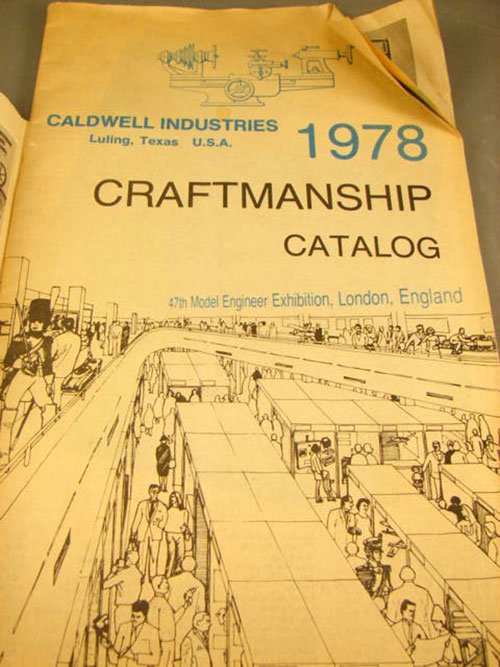 CALDWELL INDUSTRIES
Luling, Texas U.S.A.
1978
CRAFTMANSHIP
CATALOG
47th Model Engineer Exhibition, London, England